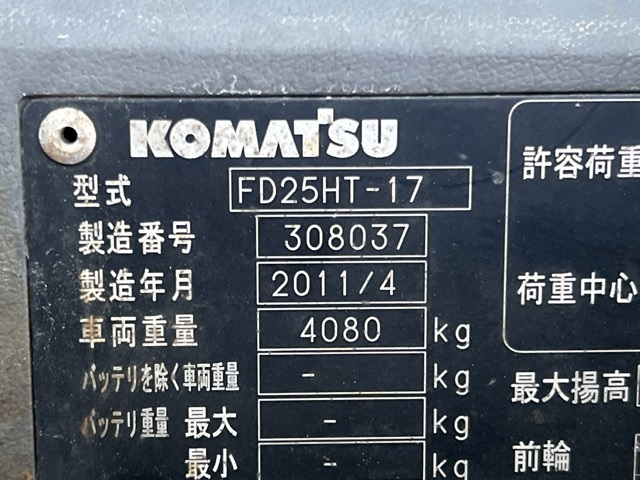 KOMATSU
型式 FD25HT-17
製造番号 308037
製造年月 2011/4
車両重量 4080 kg
バッテリを除く車両重量 - kg
バッテリ重量 最大 - kg
最小 - kg
許容荷重
荷重中心
最大揚高
前輪